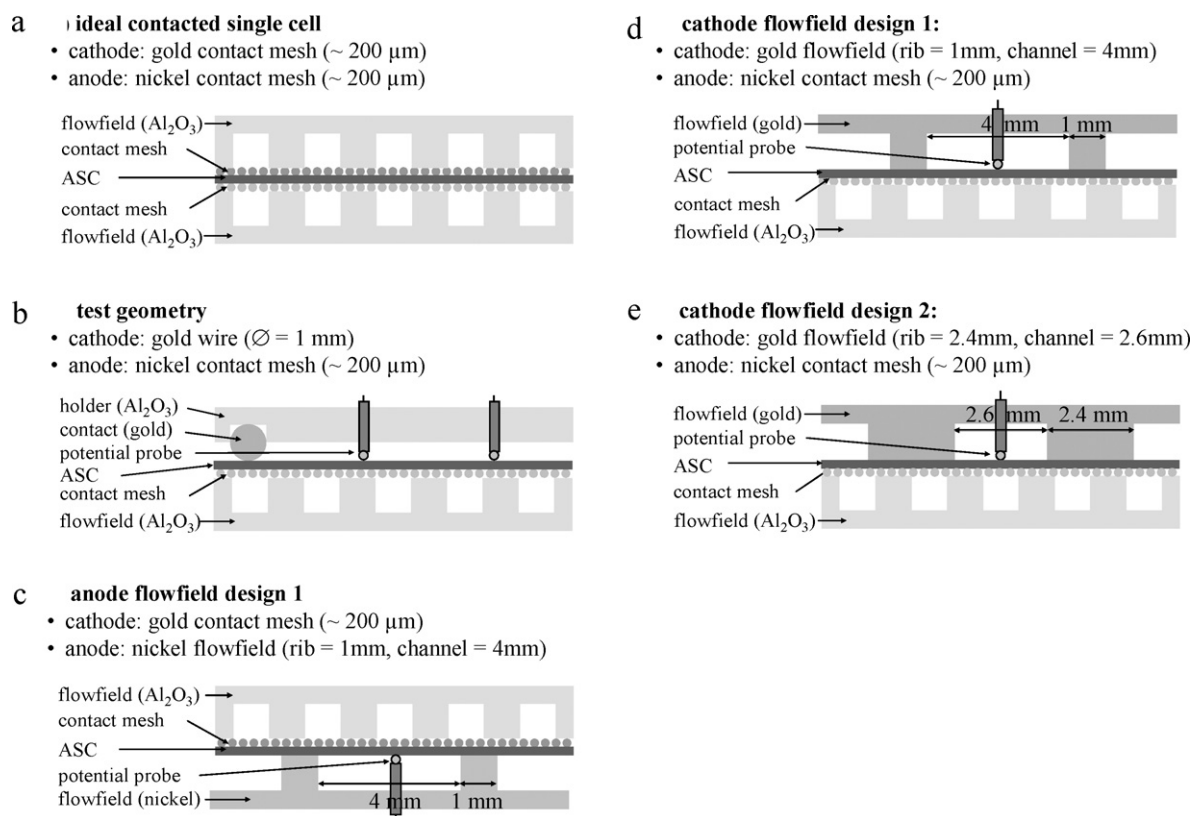 a ) ideal contacted single cell
• cathode: gold contact mesh (~ 200 µm)
• anode: nickel contact mesh (~ 200 µm)
flowfield (Al₂O₃)
contact mesh
ASC
contact mesh
flowfield (Al₂O₃)
b test geometry
• cathode: gold wire (∅ = 1 mm)
• anode: nickel contact mesh (~ 200 µm)
holder (Al₂O₃)
contact (gold)
potential probe
ASC
contact mesh
flowfield (Al₂O₃)
c anode flowfield design 1
• cathode: gold contact mesh (~ 200 µm)
• anode: nickel flowfield (rib = 1mm, channel = 4mm)
flowfield (Al₂O₃)
contact mesh
ASC
potential probe
flowfield (nickel)
4 mm 1 mm
d cathode flowfield design 1:
• cathode: gold flowfield (rib = 1mm, channel = 4mm)
• anode: nickel contact mesh (~ 200 µm)
flowfield (gold) 4 mm 1 mm
potential probe
ASC
contact mesh
flowfield (Al₂O₃)
e cathode flowfield design 2:
• cathode: gold flowfield (rib = 2.4mm, channel = 2.6mm)
• anode: nickel contact mesh (~ 200 µm)
flowfield (gold) 2.6 mm 2.4 mm
potential probe
ASC
contact mesh
flowfield (Al₂O₃)